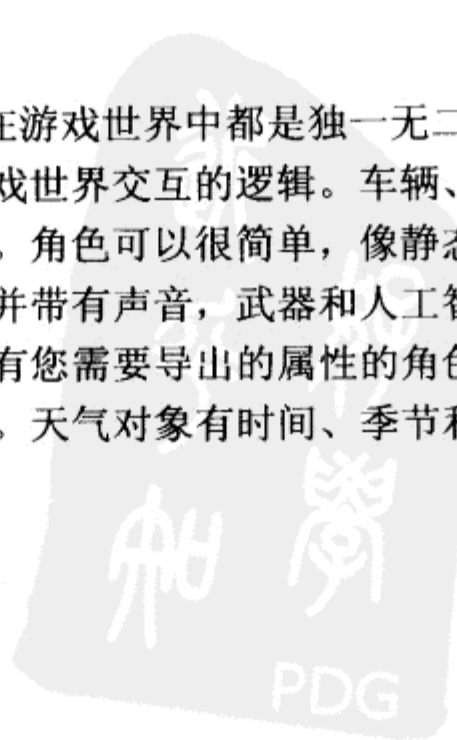 在游戏世界中都是独一无二
戏世界交互的逻辑。车辆、
。角色可以很简单，像静态
并带有声音，武器和人工智
有您需要导出的属性的角色
。天气对象有时间、季节和
PDG